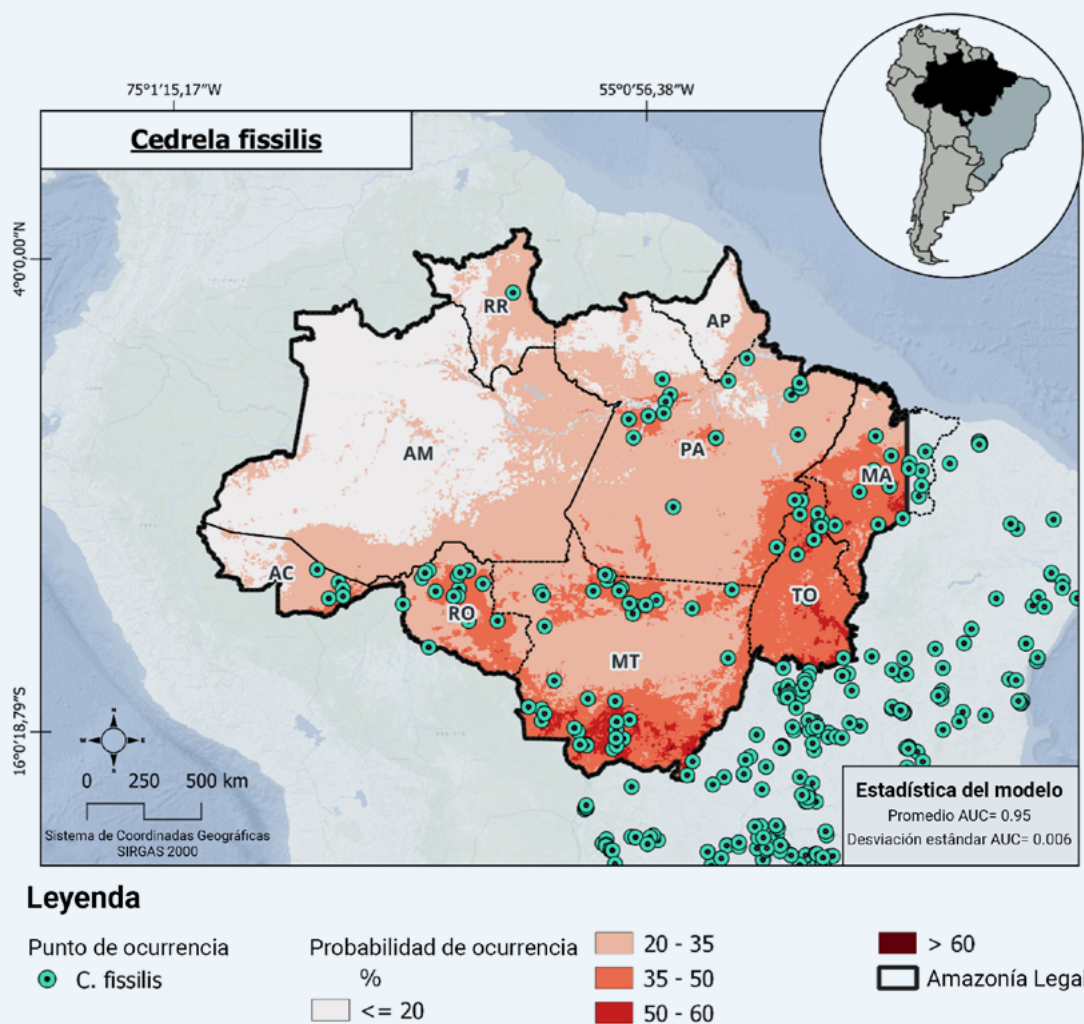 75°1'15,17"W
55°0'56,38"W
Cedrela fissilis
4°0'0,00"N
RR
AP
AM
PA
MA
AC
RO
TO
MT
16°0'18,79"S
N
W
E
S
0 250 500 km
Sistema de Coordinadas Geográficas
SIRGAS 2000
Estadística del modelo
Promedio AUC= 0.95
Desviación estândar AUC= 0.006
Leyenda
Punto de ocurrencia
C. fissilis
Probabilidad de ocurrencia
%
<= 20
20 - 35
35 - 50
50 - 60
> 60
Amazonía Legal